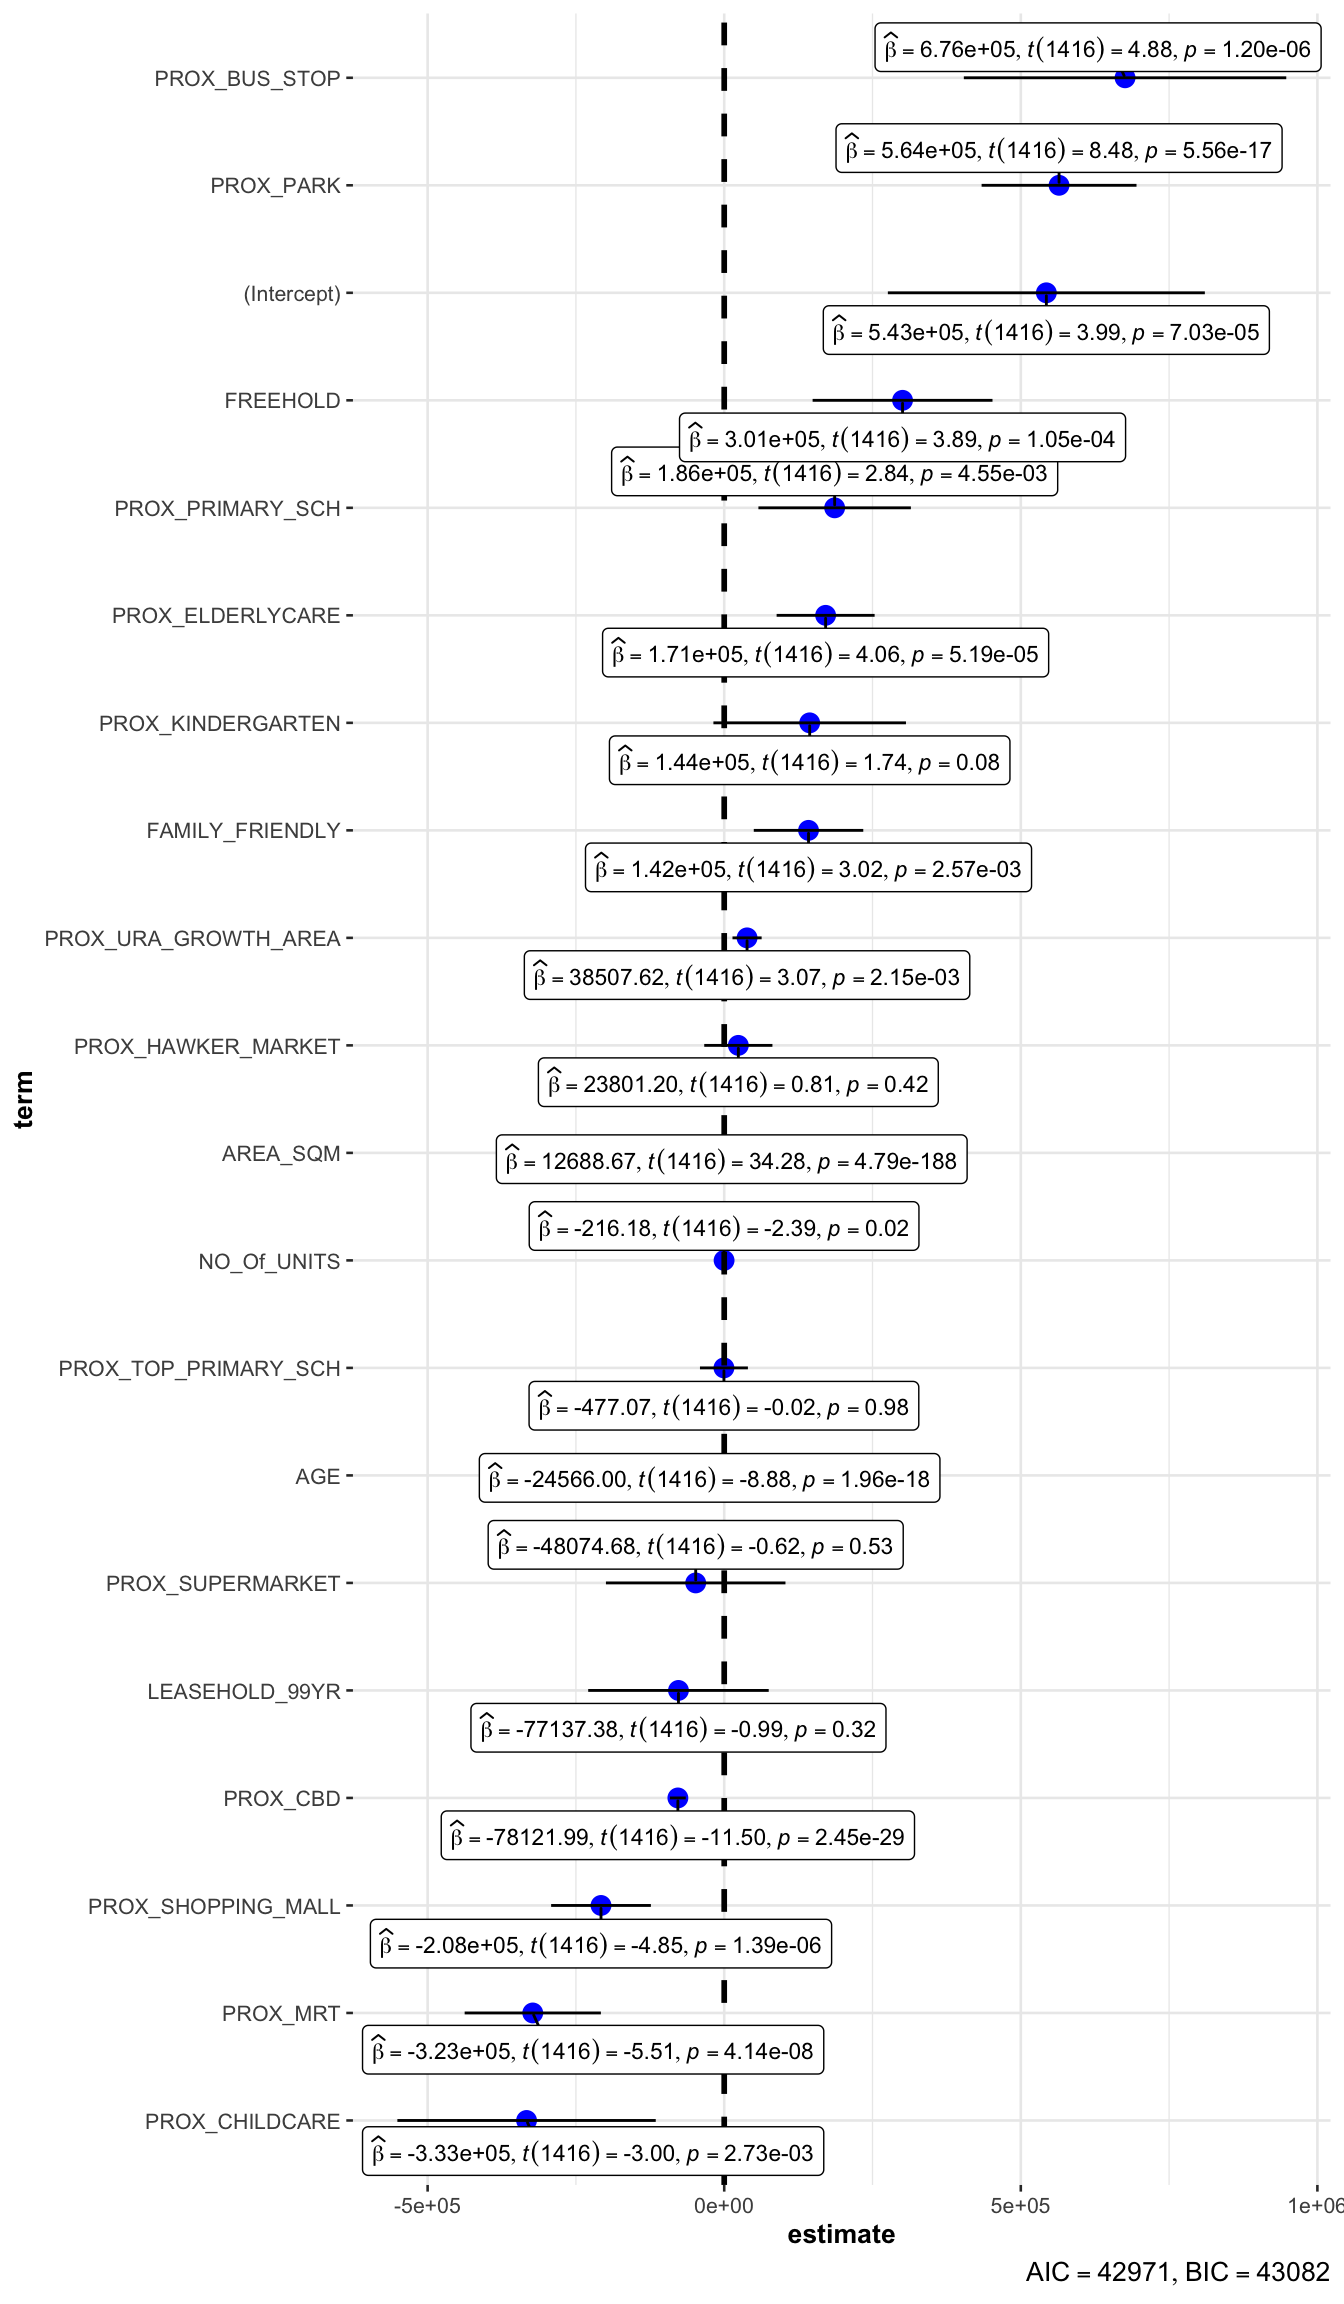 β̂ = 6.76e+05, t(1416) = 4.88, p = 1.20e-06
PROX_BUS_STOP
β̂ = 5.64e+05, t(1416) = 8.48, p = 5.56e-17
PROX_PARK
(Intercept)
β̂ = 5.43e+05, t(1416) = 3.99, p = 7.03e-05
FREEHOLD
β̂ = 3.01e+05, t(1416) = 3.89, p = 1.05e-04
β̂ = 1.86e+05, t(1416) = 2.84, p = 4.55e-03
PROX_PRIMARY_SCH
PROX_ELDERLYCARE
β̂ = 1.71e+05, t(1416) = 4.06, p = 5.19e-05
PROX_KINDERGARTEN
β̂ = 1.44e+05, t(1416) = 1.74, p = 0.08
FAMILY_FRIENDLY
β̂ = 1.42e+05, t(1416) = 3.02, p = 2.57e-03
PROX_URA_GROWTH_AREA
β̂ = 38507.62, t(1416) = 3.07, p = 2.15e-03
PROX_HAWKER_MARKET
β̂ = 23801.20, t(1416) = 0.81, p = 0.42
term
AREA_SQM
β̂ = 12688.67, t(1416) = 34.28, p = 4.79e-188
β̂ = -216.18, t(1416) = -2.39, p = 0.02
NO_Of_UNITS
PROX_TOP_PRIMARY_SCH
β̂ = -477.07, t(1416) = -0.02, p = 0.98
AGE
β̂ = -24566.00, t(1416) = -8.88, p = 1.96e-18
β̂ = -48074.68, t(1416) = -0.62, p = 0.53
PROX_SUPERMARKET
LEASEHOLD_99YR
β̂ = -77137.38, t(1416) = -0.99, p = 0.32
PROX_CBD
β̂ = -78121.99, t(1416) = -11.50, p = 2.45e-29
PROX_SHOPPING_MALL
β̂ = -2.08e+05, t(1416) = -4.85, p = 1.39e-06
PROX_MRT
β̂ = -3.23e+05, t(1416) = -5.51, p = 4.14e-08
PROX_CHILDCARE
β̂ = -3.33e+05, t(1416) = -3.00, p = 2.73e-03
-5e+05 0e+00 5e+05 1e+06
estimate
AIC = 42971, BIC = 43082